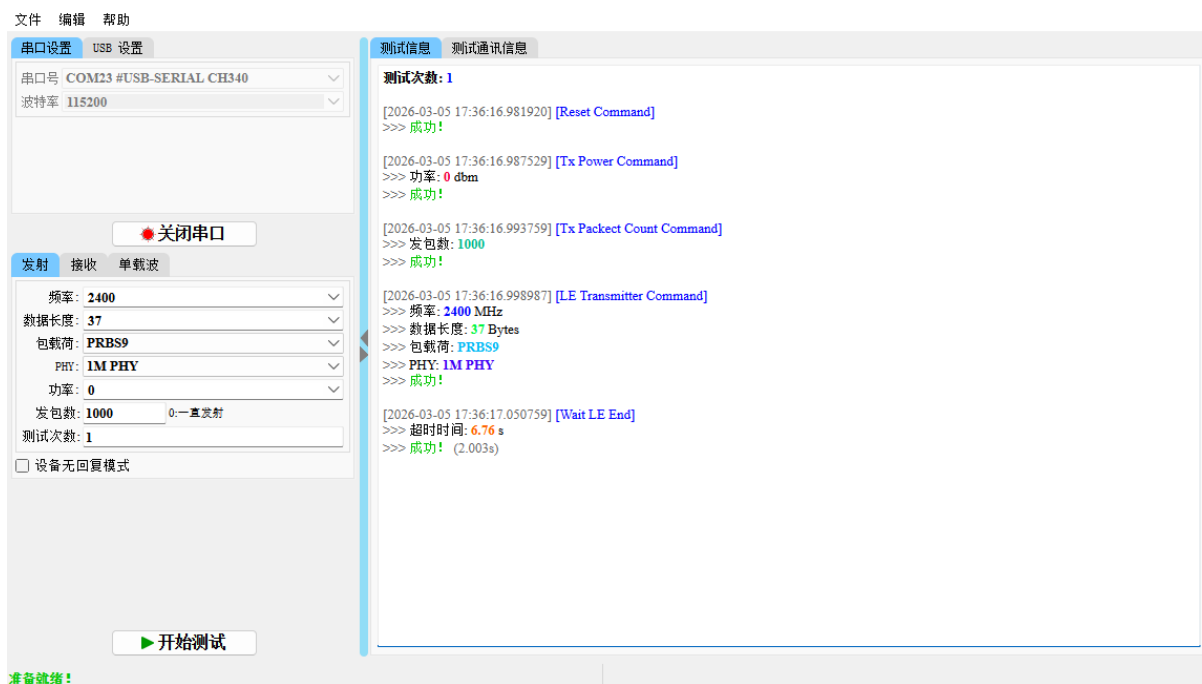 文件 编辑 帮助
串口设置 USB 设置
串口号 COM23 #USB-SERIAL CH340
波特率 115200
关闭串口
发射 接收 单载波
频率: 2400
数据长度: 37
包载荷: PRBS9
PHY: 1M PHY
功率: 0
发包数: 1000 0:一直发射
测试次数: 1
设备无回复模式
开始测试
准备就绪!
测试信息 测试通讯信息
测试次数: 1
[2026-03-05 17:36:16.981920] [Reset Command]
>>> 成功!
[2026-03-05 17:36:16.987529] [Tx Power Command]
>>> 功率: 0 dbm
>>> 成功!
[2026-03-05 17:36:16.993759] [Tx Packect Count Command]
>>> 发包数: 1000
>>> 成功!
[2026-03-05 17:36:16.998987] [LE Transmitter Command]
>>> 频率: 2400 MHz
>>> 数据长度: 37 Bytes
>>> 包载荷: PRBS9
>>> PHY: 1M PHY
>>> 成功!
[2026-03-05 17:36:17.050759] [Wait LE End]
>>> 超时时间: 6.76 s
>>> 成功! (2.003s)